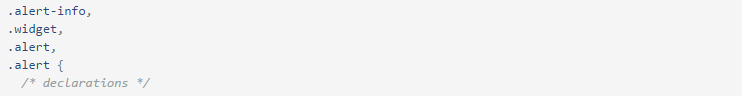 .alert-info,
.widget,
.alert,
.alert {
/* declarations */